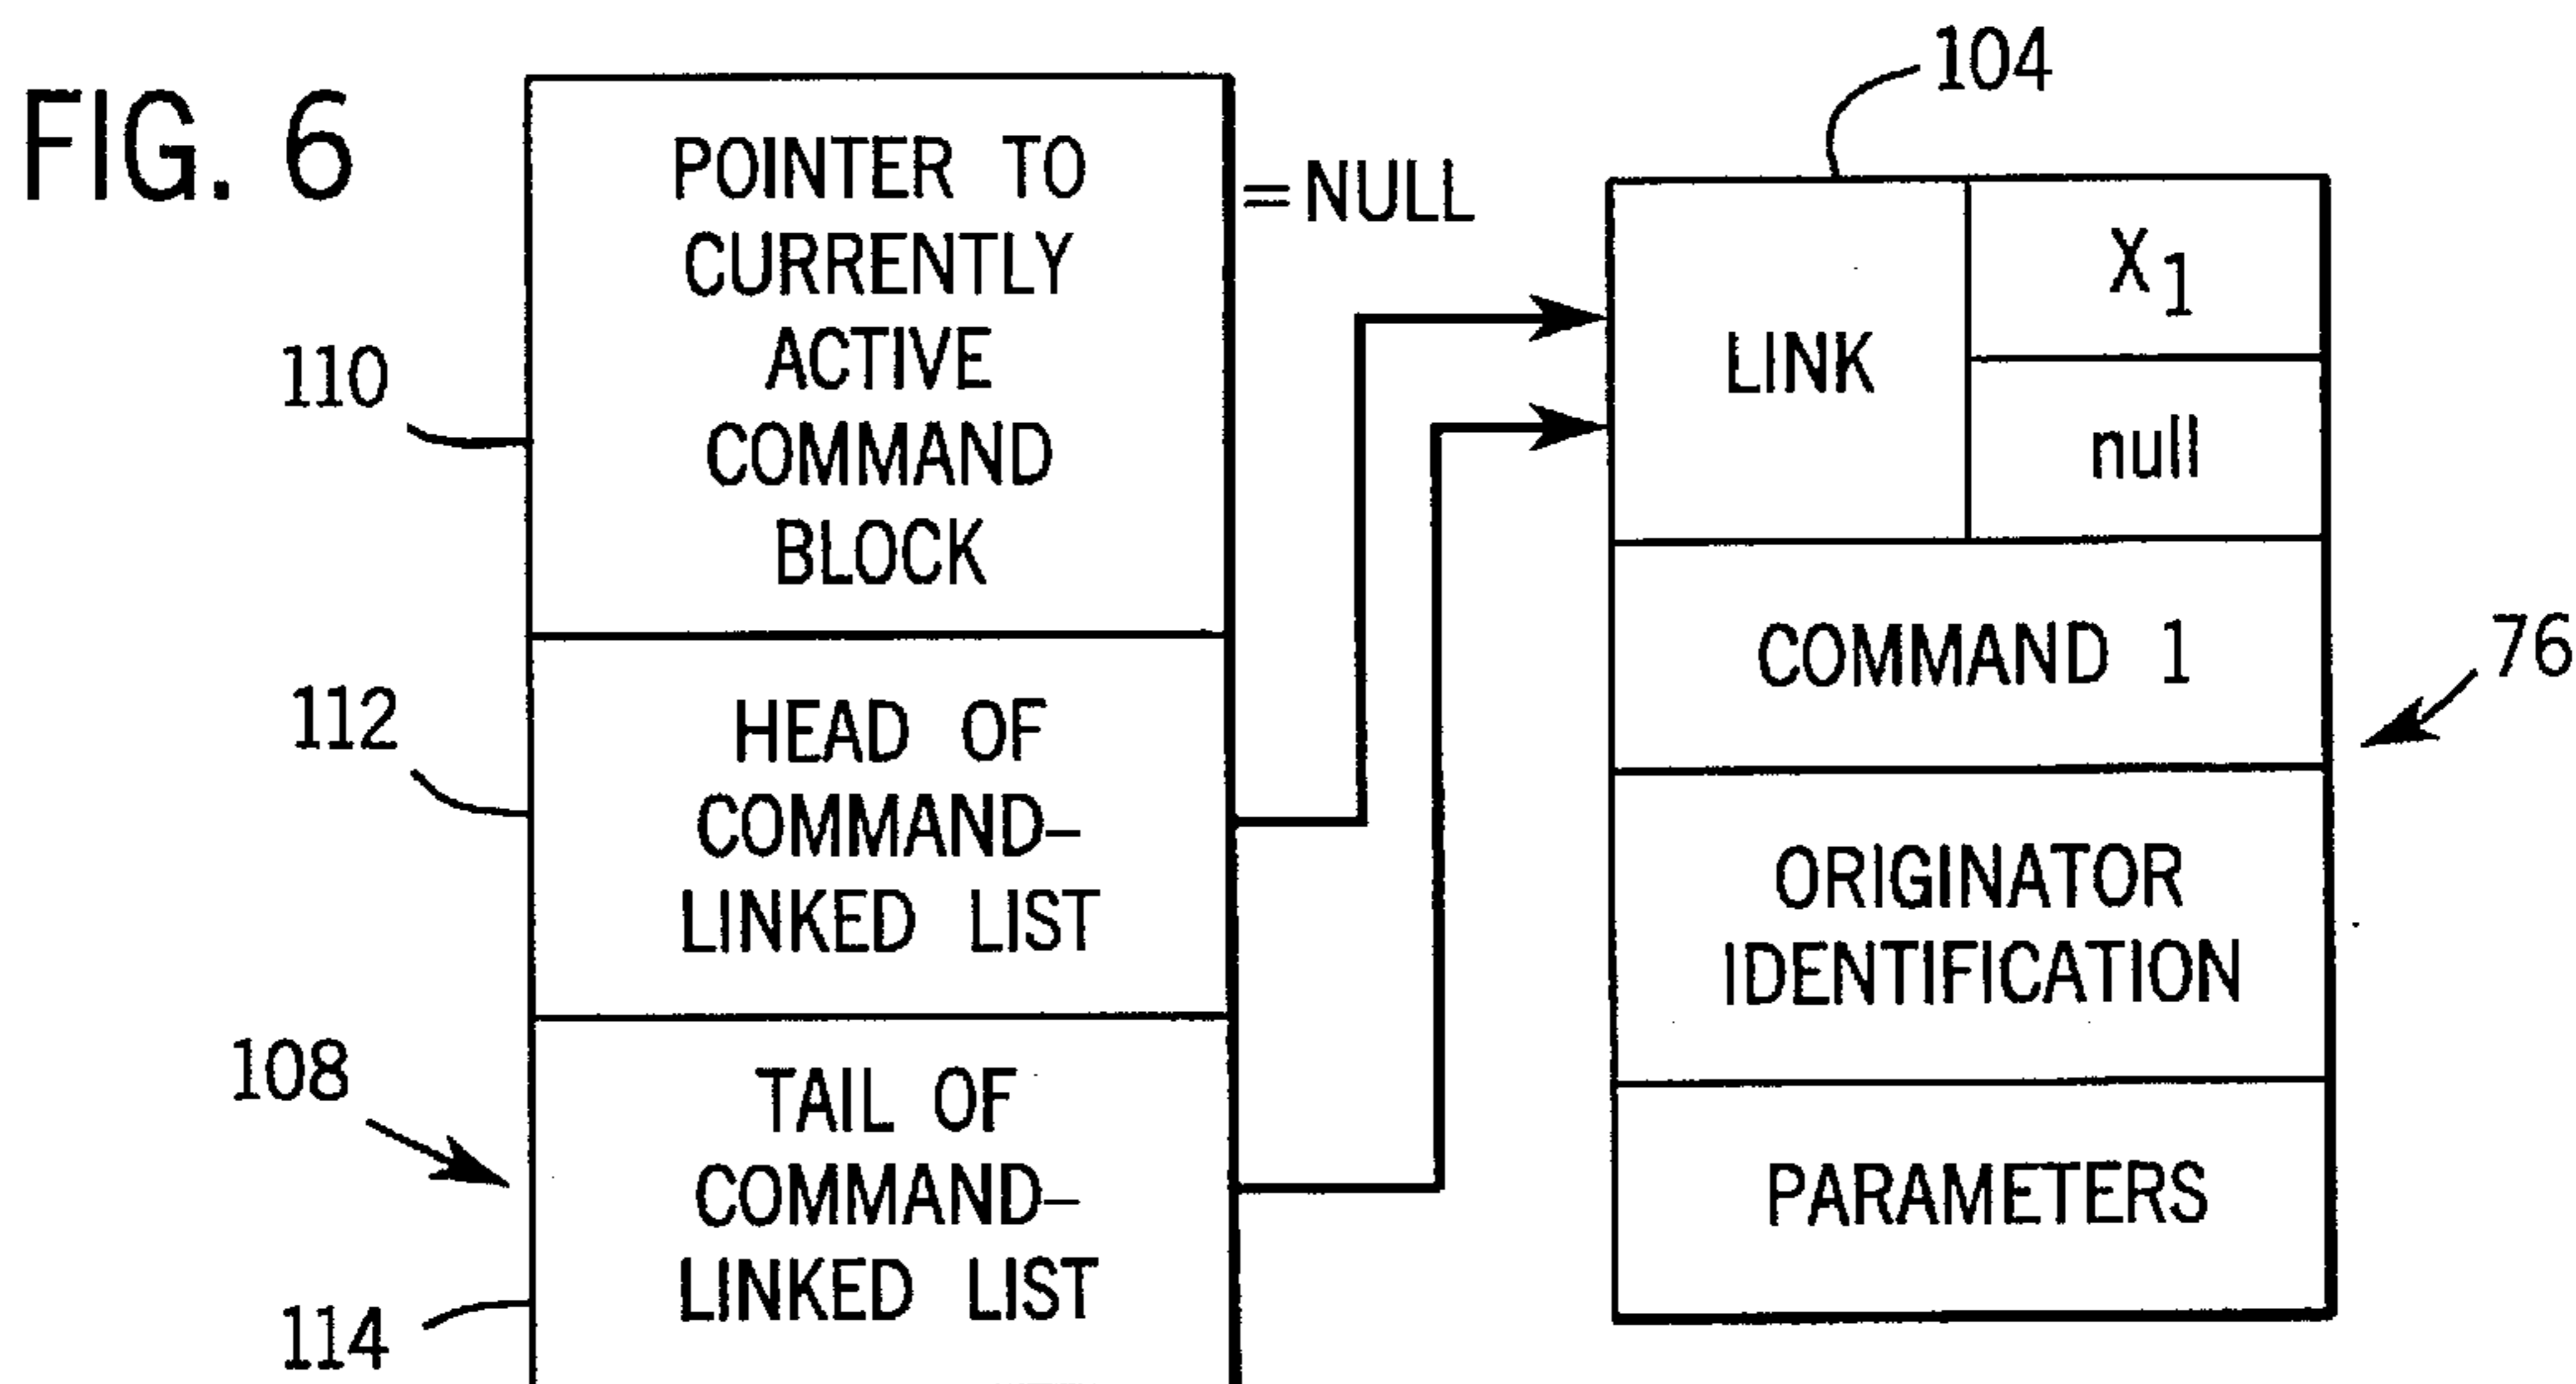 FIG. 6
POINTER TO
CURRENTLY
ACTIVE
COMMAND
BLOCK
=NULL
110
HEAD OF
COMMAND–
LINKED LIST
112
TAIL OF
COMMAND–
LINKED LIST
108
114
104
LINK
X1
null
COMMAND 1
76
ORIGINATOR
IDENTIFICATION
PARAMETERS